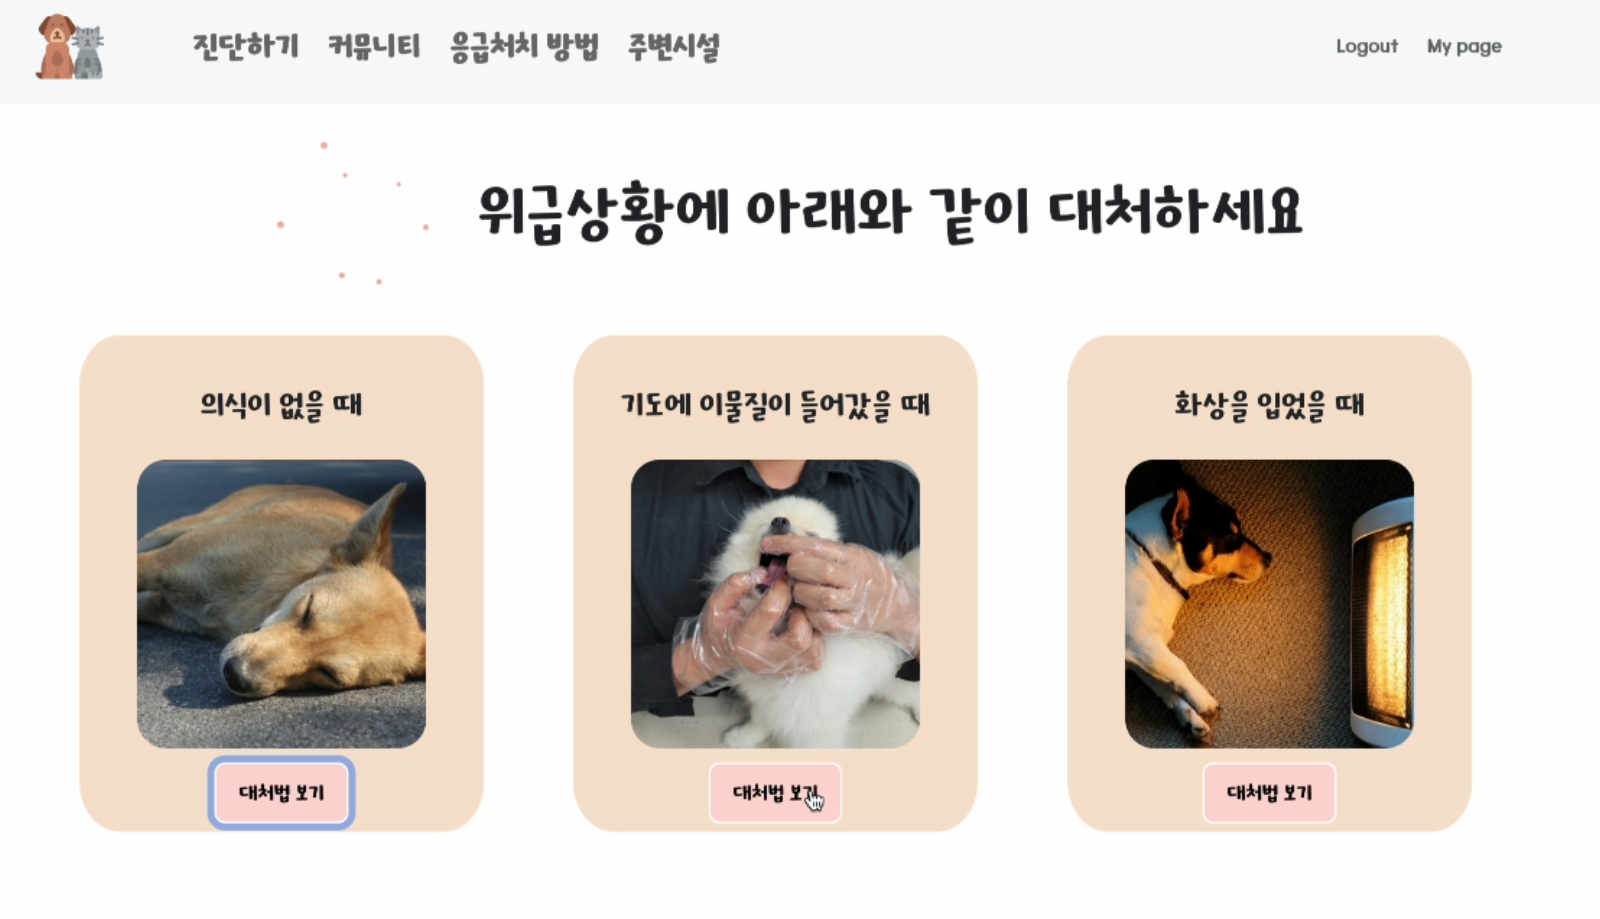 진단하기 커뮤니티 응급처치 방법 주변시설 Logout My page
위급상황에 아래와 같이 대처하세요
의식이 없을 때
기도에 이물질이 들어갔을 때
화상을 입었을 때
대처법 보기
대처법 보기
대처법 보기